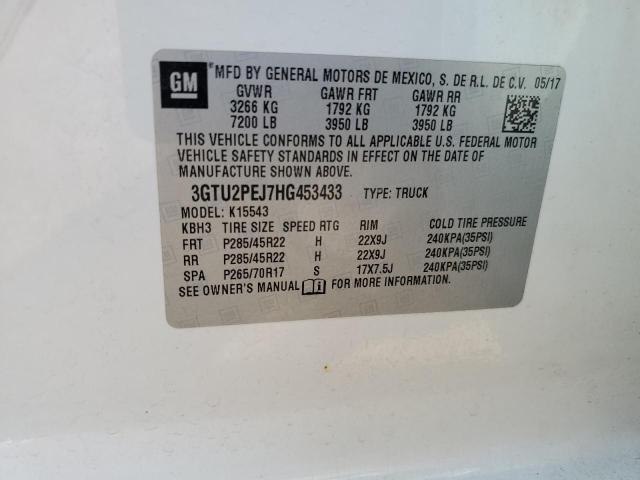 GM
MFD BY GENERAL MOTORS DE MEXICO, S. DE R.L. DE C.V. 05/17
GVWR GAWR FRT GAWR RR
3266 KG 1792 KG 1792 KG
7200 LB 3950 LB 3950 LB
THIS VEHICLE CONFORMS TO ALL APPLICABLE U.S. FEDERAL MOTOR
VEHICLE SAFETY STANDARDS IN EFFECT ON THE DATE OF
MANUFACTURE SHOWN ABOVE.
3GTU2PEJ7HG453433 TYPE: TRUCK
MODEL: K15543
KBH3 TIRE SIZE SPEED RTG RIM COLD TIRE PRESSURE
FRT P285/45R22 H 22X9J 240KPA(35PSI)
RR P285/45R22 H 22X9J 240KPA(35PSI)
SPA P265/70R17 S 17X7.5J 240KPA(35PSI)
SEE OWNER'S MANUAL FOR MORE INFORMATION.